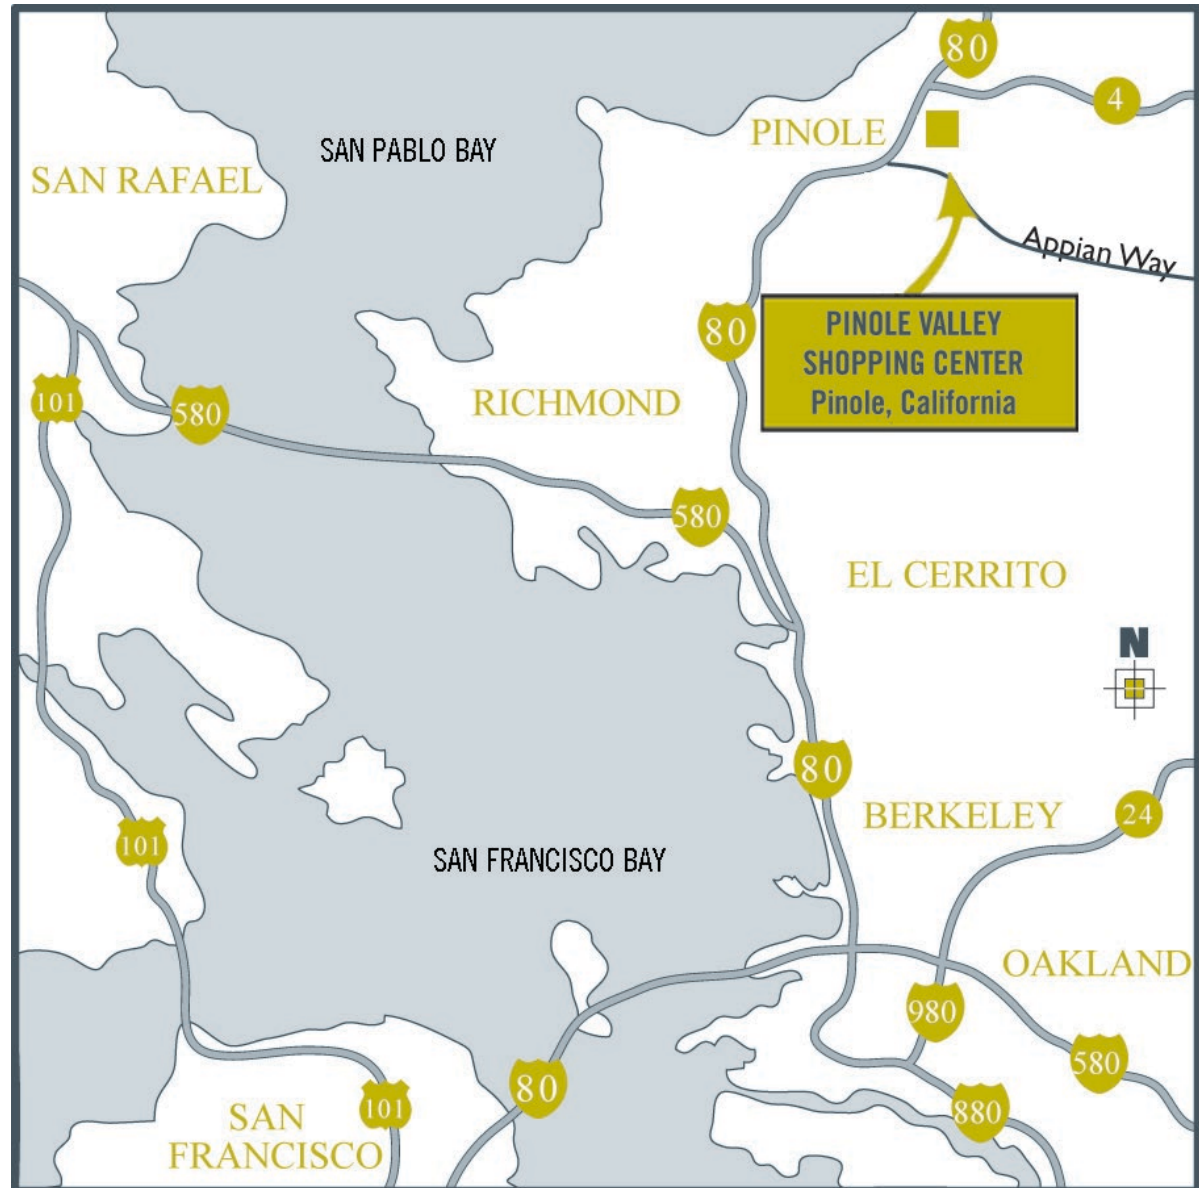 80
4
PINOLE
SAN PABLO BAY
SAN RAFAEL
Appian Way
80
PINOLE VALLEY
SHOPPING CENTER
Pinole, California
101
580
RICHMOND
580
EL CERRITO
N
80
BERKELEY
24
101
SAN FRANCISCO BAY
OAKLAND
980
580
80
101
880
SAN
FRANCISCO